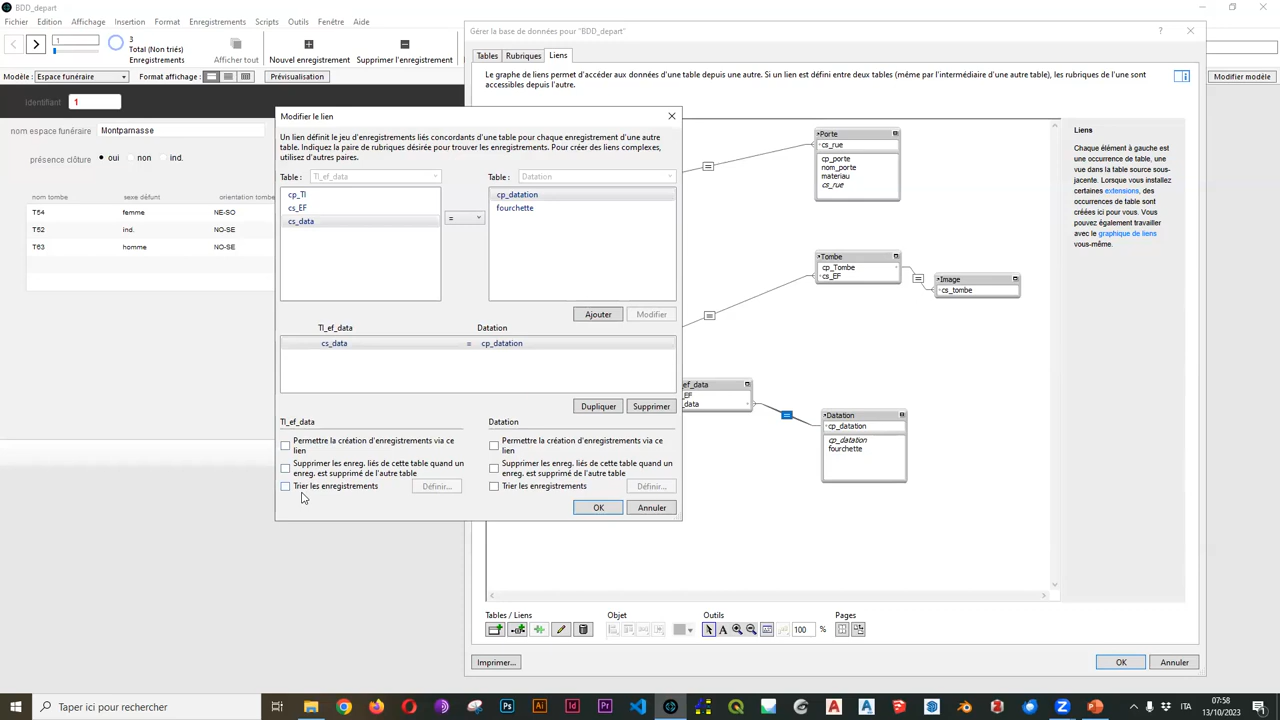 BDD_depart
Fichier Edition Affichage Insertion Format Enregistrements Scripts Outils Fenêtre Aide
1
3
Total (Non triés)
Enregistrements
Afficher tout
Nouvel enregistrement
Supprimer l'enregistrement
Modèle : Espace funéraire
Format affichage :
Prévisualisation
Modifier modèle
Identifiant 1
nom espace funéraire Montparnasse
présence clôture oui non ind.
nom tombe sexe défunt orientation tombe
T54 femme NE-SO
T52 ind. NO-SE
T63 homme NO-SE
Gérer la base de données pour "BDD_depart"
Tables Rubriques Liens
Le graphe de liens permet d'accéder aux données d'une table depuis une autre. Si un lien est défini entre deux tables (même par l'intermédiaire d'une autre table), les rubriques de l'une sont
accessibles depuis l'autre.
Modifier le lien
Un lien définit le jeu d'enregistrements liés concordants d'une table pour chaque enregistrement d'une autre
table. Indiquez la paire de rubriques désirée pour trouver les enregistrements. Pour créer des liens complexes,
utilisez d'autres paires.
Table : TI_ef_data
Table : Datation
cp_TI
cs_EF
cs_data
=
cp_datation
fourchette
Ajouter
Modifier
TI_ef_data Datation
cs_data = cp_datation
Dupliquer
Supprimer
TI_ef_data
Permettre la création d'enregistrements via ce
lien
Supprimer les enreg. liés de cette table quand un
enreg. est supprimé de l'autre table
Trier les enregistrements
Définir...
Datation
Permettre la création d'enregistrements via ce
lien
Supprimer les enreg. liés de cette table quand un
enreg. est supprimé de l'autre table
Trier les enregistrements
Définir...
OK
Annuler
Porte
cs_rue
cp_porte
nom_porte
materiau
cs_rue
Tombe
cp_Tombe
cs_EF
Image
cs_tombe
ef_data
EF
data
Datation
cp_datation
cp_datation
fourchette
Liens
Chaque élément à gauche est
une occurrence de table, une
vue dans la table source sous-
jacente. Lorsque vous installez
certaines extensions, des
occurrences de table sont
créées ici pour vous. Vous
pouvez également travailler
avec le graphique de liens
vous-même.
Tables / Liens
Objet
Outils
Pages
A
100 %
Imprimer...
OK
Annuler
Taper ici pour rechercher
Ps Ai Id Pr
07:58
13/10/2023